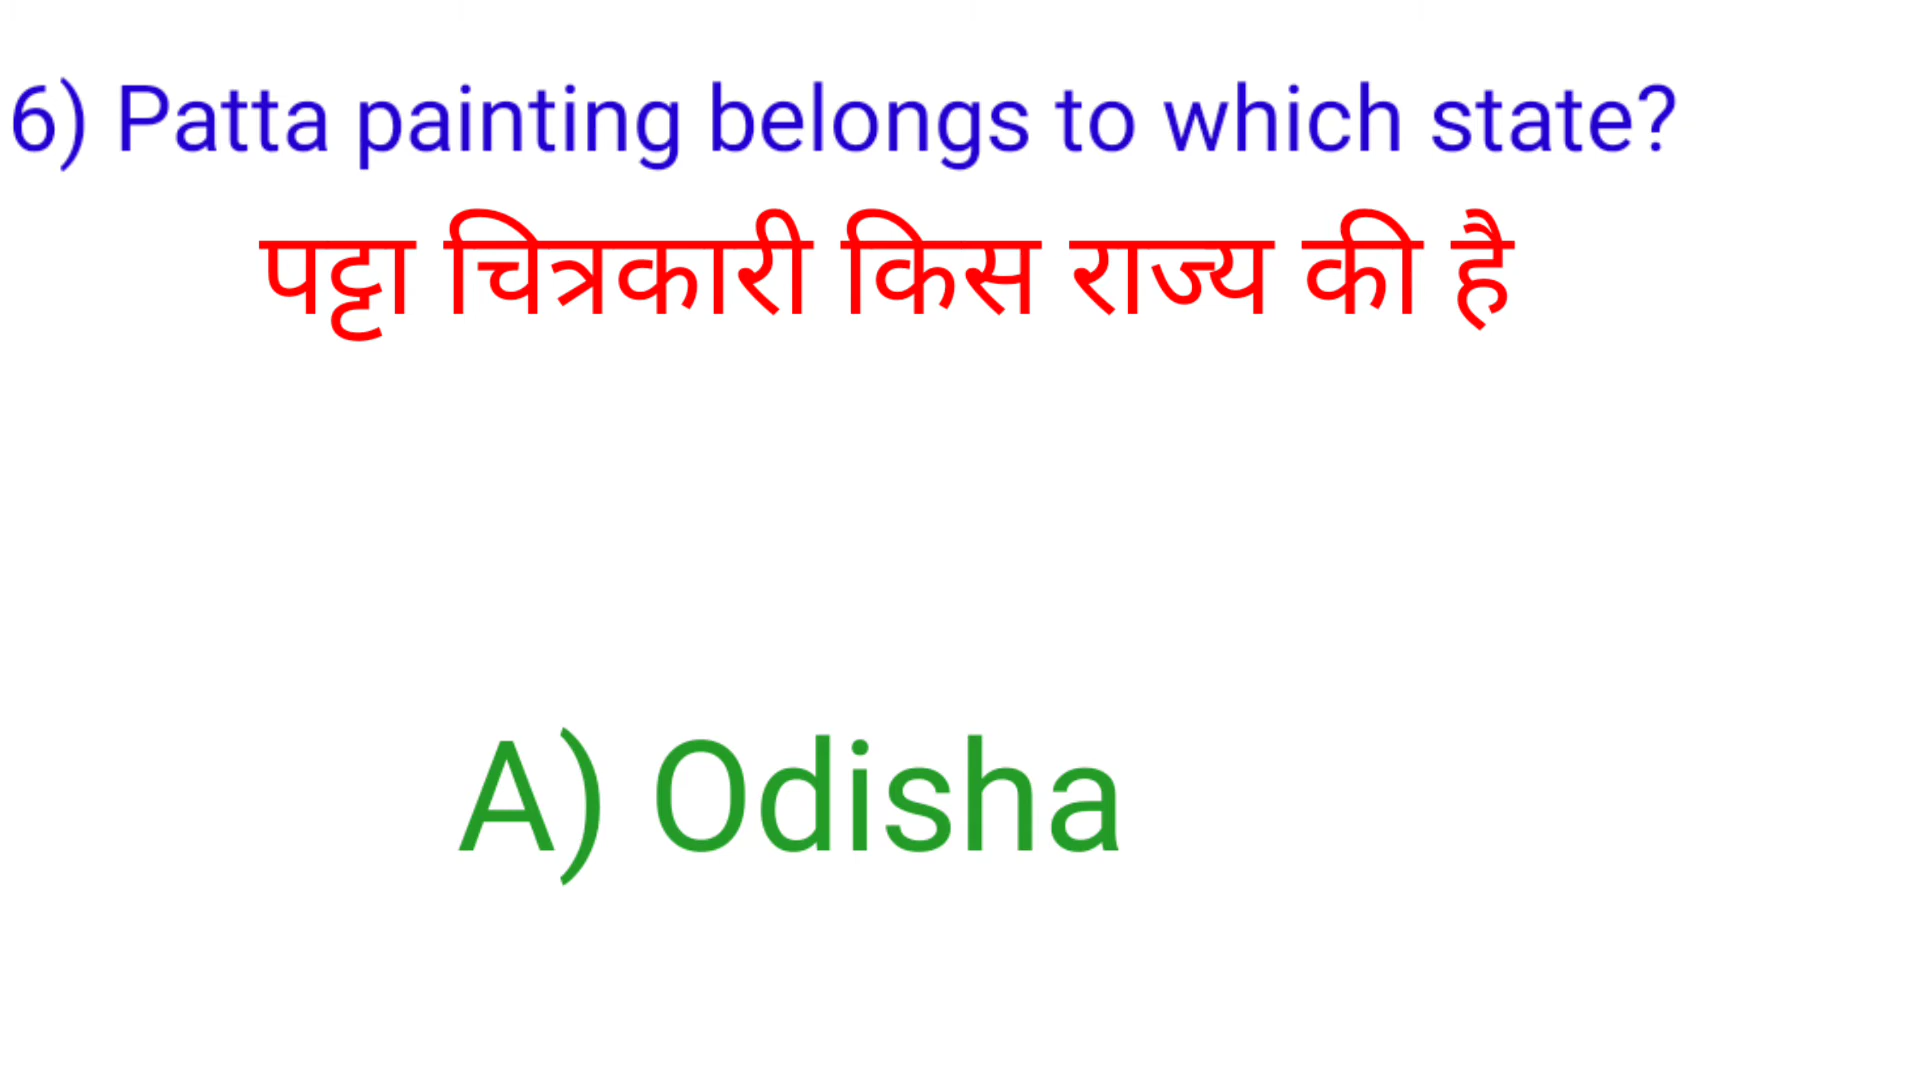 6) Patta painting belongs to which state?
पट्टा चित्रकारी किस राज्य की है
A) Odisha